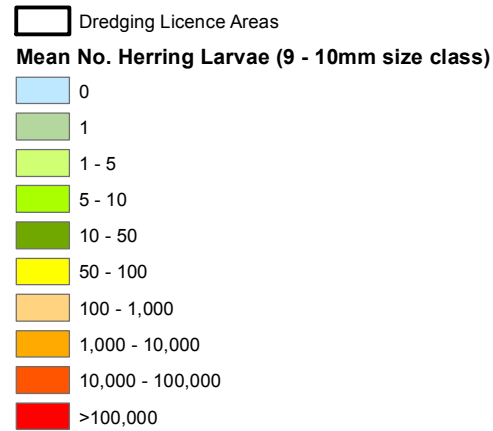 Dredging Licence Areas
Mean No. Herring Larvae (9 - 10mm size class)
0
1
1 - 5
5 - 10
10 - 50
50 - 100
100 - 1,000
1,000 - 10,000
10,000 - 100,000
>100,000